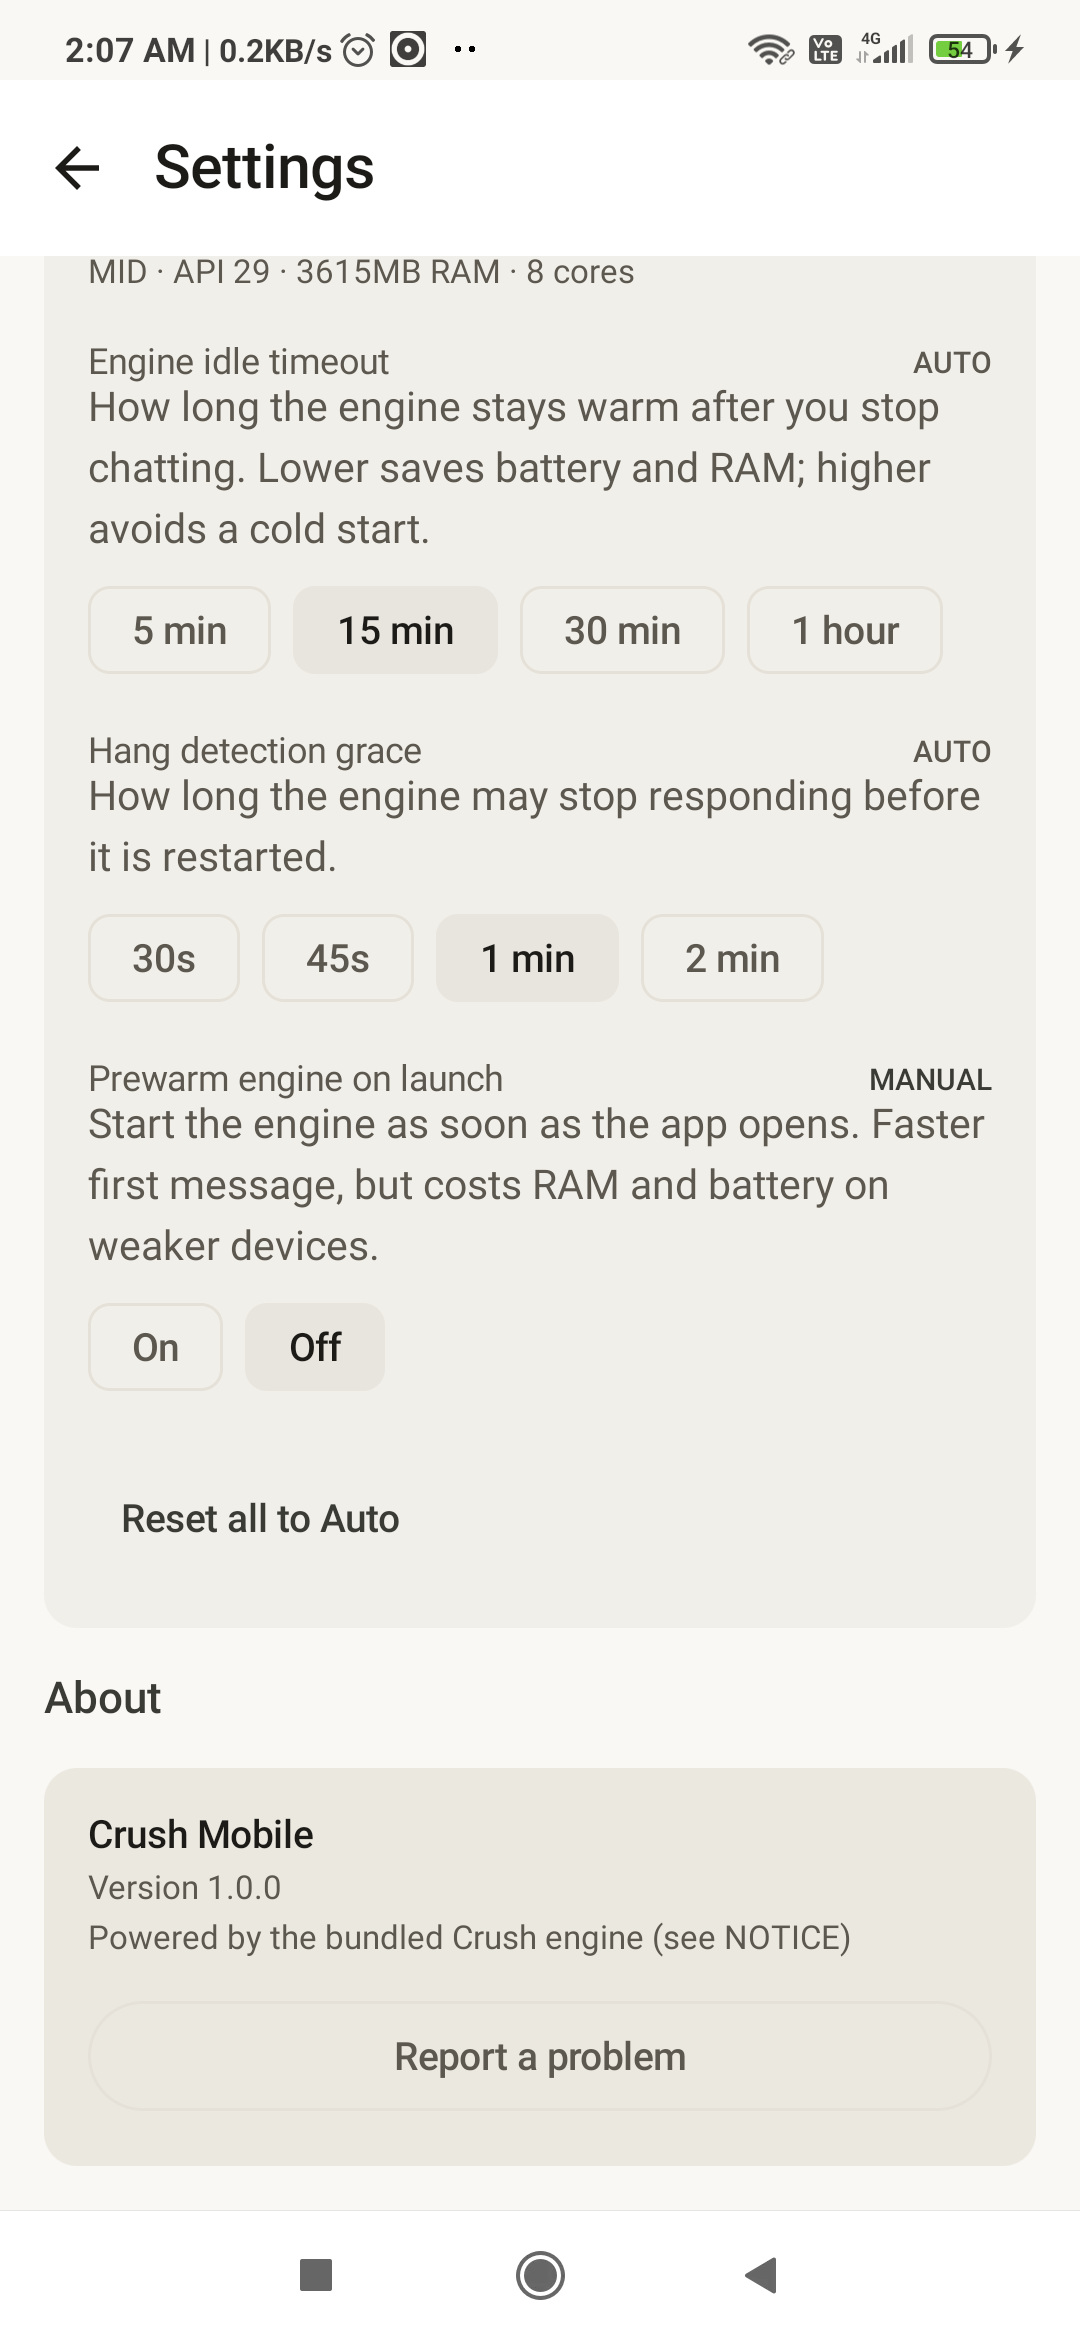 2:07 AM | 0.2KB/s
Vo LTE 4G 54
Settings
MID · API 29 · 3615MB RAM · 8 cores
Engine idle timeout AUTO
How long the engine stays warm after you stop
chatting. Lower saves battery and RAM; higher
avoids a cold start.
5 min 15 min 30 min 1 hour
Hang detection grace AUTO
How long the engine may stop responding before
it is restarted.
30s 45s 1 min 2 min
Prewarm engine on launch MANUAL
Start the engine as soon as the app opens. Faster
first message, but costs RAM and battery on
weaker devices.
On Off
Reset all to Auto
About
Crush Mobile
Version 1.0.0
Powered by the bundled Crush engine (see NOTICE)
Report a problem